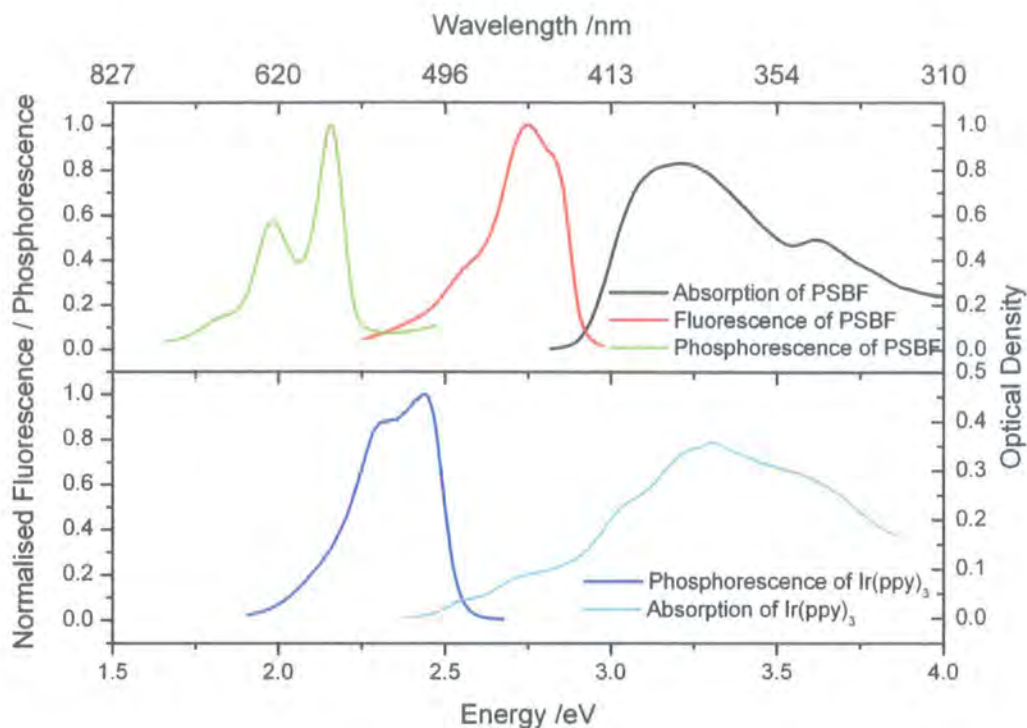 Wavelength /nm
827 620 496 413 354 310
Normalised Fluorescence / Phosphorescence
1.0 1.0
0.8 0.8
0.6 0.6
0.4 0.4
0.2 0.2
0.0 0.0
Absorption of PSBF
Fluorescence of PSBF
Phosphorescence of PSBF
Optical Density
0.5
1.0
0.8 0.4
0.6 0.3
0.4 0.2
0.2 0.1
0.0 0.0
Phosphorescence of Ir(ppy)₃
Absorption of Ir(ppy)₃
1.5 2.0 2.5 3.0 3.5 4.0
Energy /eV